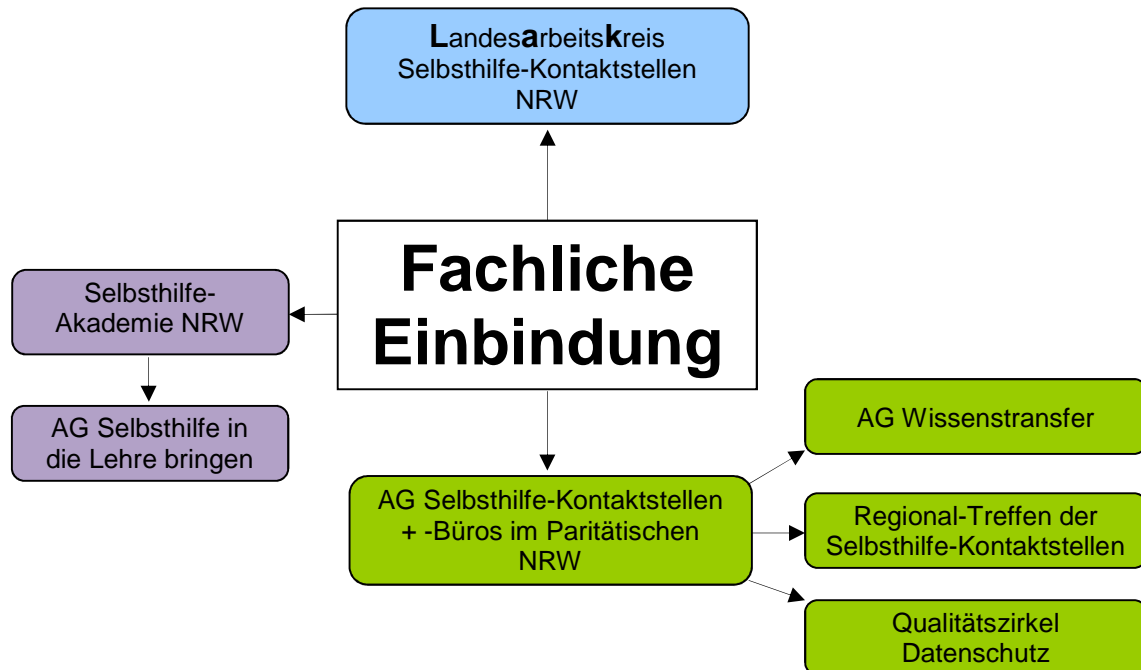 Landesarbeitskreis
Selbsthilfe-Kontaktstellen
NRW
Fachliche
Einbindung
Selbsthilfe-
Akademie NRW
AG Selbsthilfe in
die Lehre bringen
AG Selbsthilfe-Kontaktstellen
+ -Büros im Paritätischen
NRW
AG Wissenstransfer
Regional-Treffen der
Selbsthilfe-Kontaktstellen
Qualitätszirkel
Datenschutz